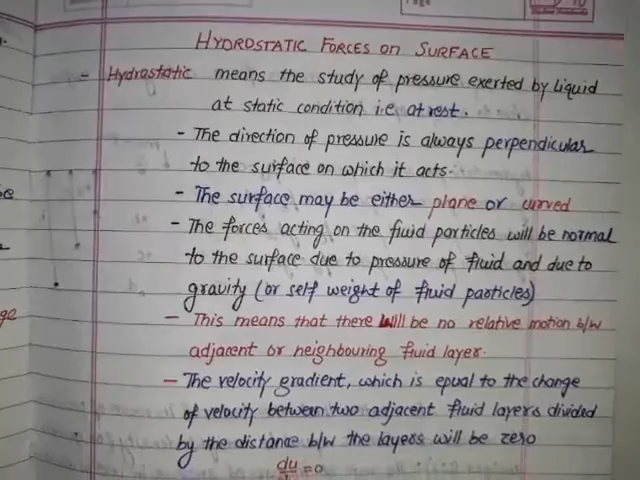 HYDROSTATIC FORCES ON SURFACE
- Hydrostatic means the study of pressure exerted by liquid
at static condition i.e at rest.
- The direction of pressure is always perpendicular
to the surface on which it acts.
- The surface may be either plane or curved
- The forces acting on the fluid particles will be normal
to the surface due to pressure of fluid and due to
gravity (or self weight of fluid particles)
- This means that there will be no relative motion b/w
adjacent or neighbouring fluid layer.
- The velocity gradient, which is equal to the change
of velocity between two adjacent fluid layers divided
by the distance b/w the layers will be zero
du/ =0